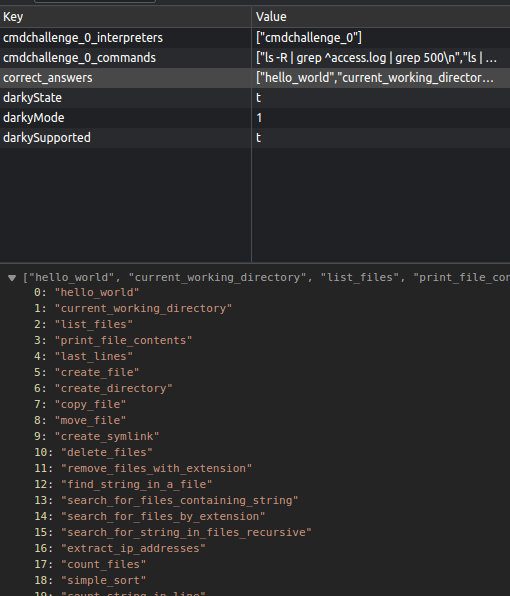 Key Value
cmdchallenge_0_interpreters ["cmdchallenge_0"]
cmdchallenge_0_commands ["ls -R | grep ^access.log | grep 500\n","ls | ...
correct_answers ["hello_world","current_working_director...
darkyState t
darkyMode 1
darkySupported t
▼ ["hello_world", "current_working_directory", "list_files", "print_file_con
0: "hello_world"
1: "current_working_directory"
2: "list_files"
3: "print_file_contents"
4: "last_lines"
5: "create_file"
6: "create_directory"
7: "copy_file"
8: "move_file"
9: "create_symlink"
10: "delete_files"
11: "remove_files_with_extension"
12: "find_string_in_a_file"
13: "search_for_files_containing_string"
14: "search_for_files_by_extension"
15: "search_for_string_in_files_recursive"
16: "extract_ip_addresses"
17: "count_files"
18: "simple_sort"
19: "count_string_in_line"